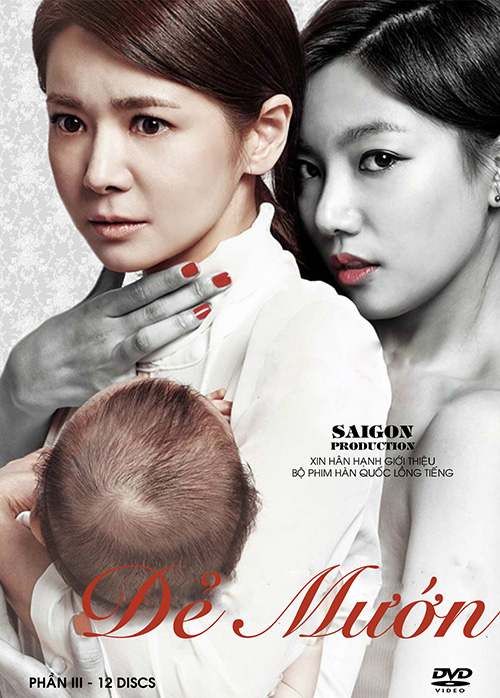 SAIGON
PRODUCTION
XIN HÂN HẠNH GIỚI THIỆU
BỘ PHIM HÀN QUỐC LỒNG TIẾNG
Dẻ Mướn
PHẦN III - 12 DISCS
DVD
VIDEO